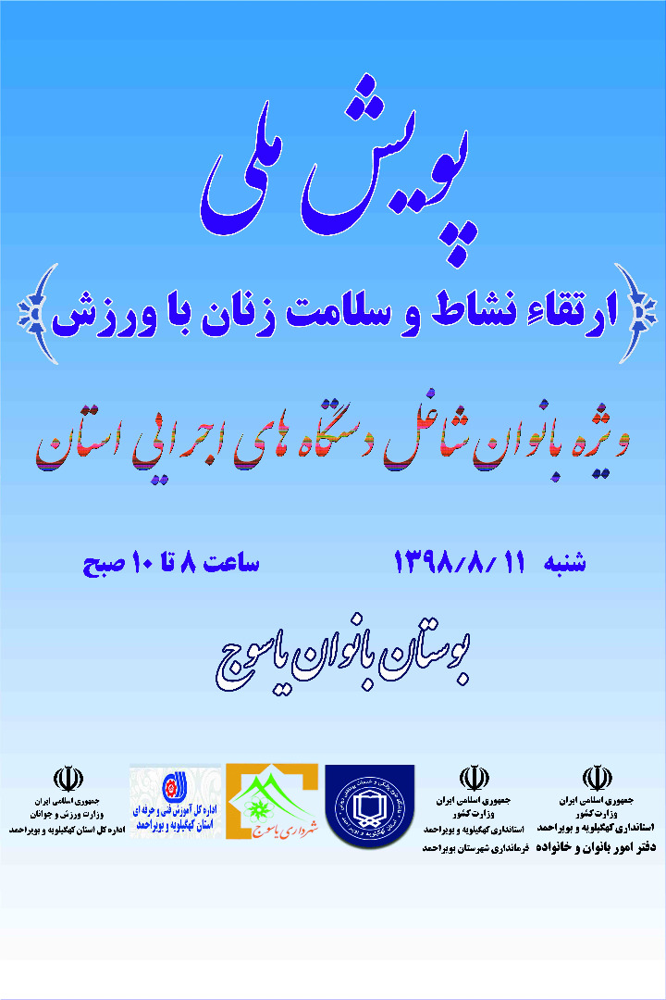 پویش ملی
ارتقاءِ نشاط و سلامت زنان با ورزش
ویژه بانوان شاغل دستگاه های اجرایی استان
شنبه ۱۱ /۱۳۹۸/۸ ساعت ۸ تا ۱۰ صبح
بوستان بانوان یاسوج
جمهوری اسلامی ایران
وزارت کشور
استانداری کهگیلویه و بویراحمد
دفتر امور بانوان و خانواده
جمهوری اسلامی ایران
وزارت کشور
استانداری کهگیلویه و بویراحمد
فرمانداری شهرستان بویراحمد
شهرداری یاسوج
اداره کل آموزش فنی و حرفه ای
استان کهگیلویه و بویراحمد
جمهوری اسلامی ایران
وزارت ورزش و جوانان
اداره کل استان کهگیلویه و بویراحمد